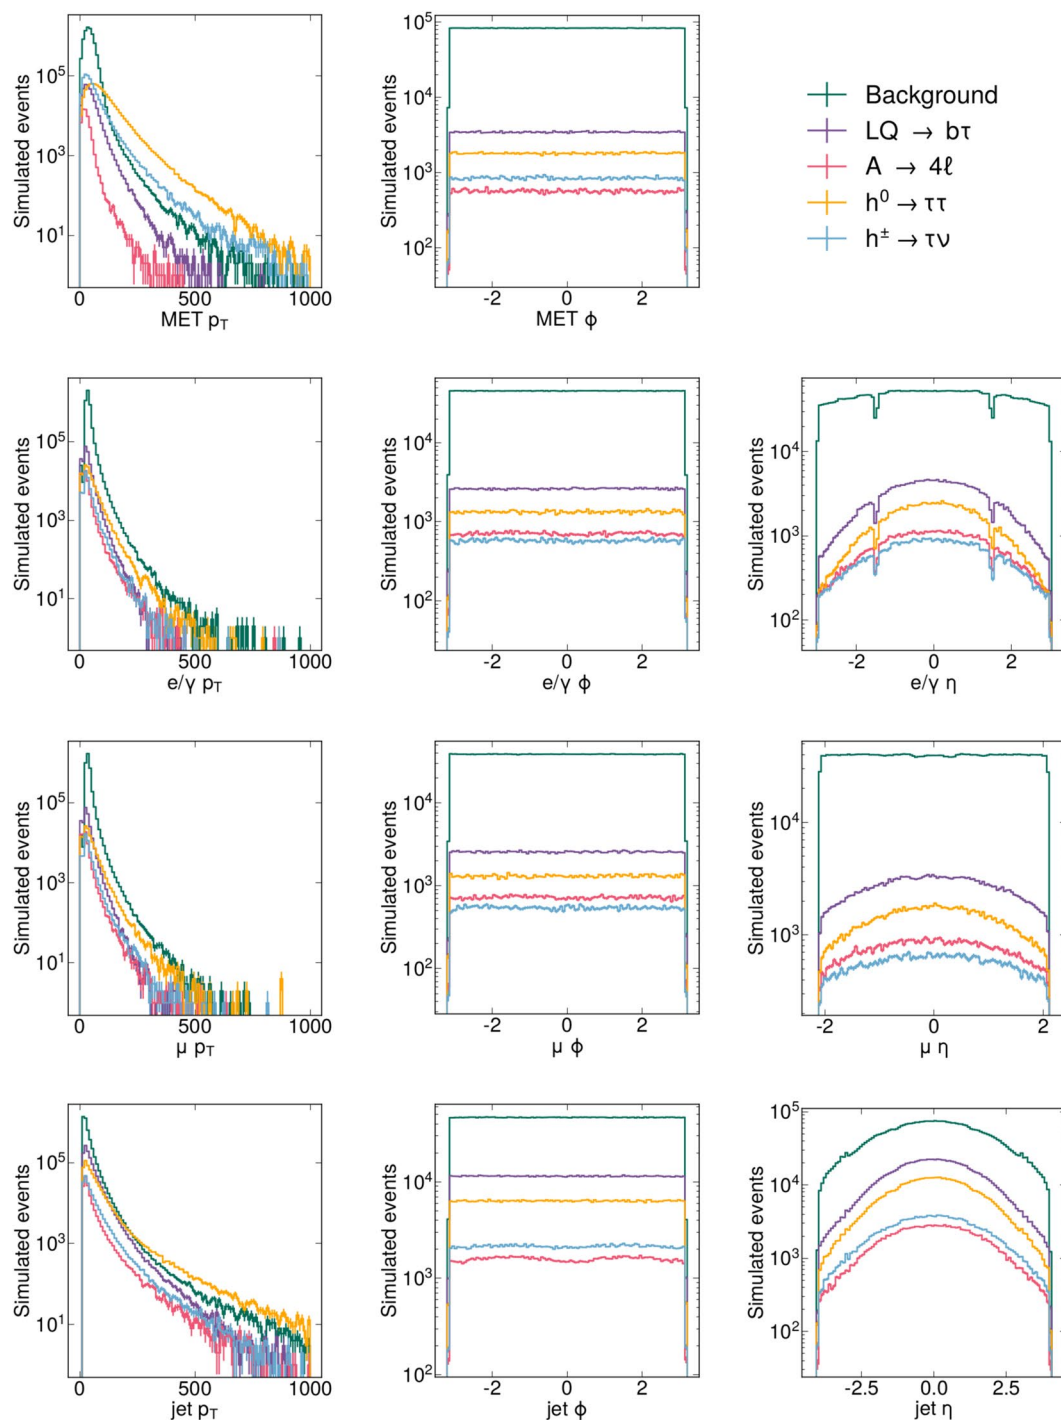 Simulated events
10⁵
10³
10¹
0
500
1000
MET p_T
Simulated events
10⁵
10⁴
10³
10²
-2
0
2
MET ϕ
Background
LQ → bτ
A → 4ℓ
h⁰ → ττ
h± → τν
Simulated events
10⁵
10³
10¹
0
500
1000
e/γ p_T
Simulated events
10⁴
10³
10²
-2
0
2
e/γ ϕ
Simulated events
10⁴
10³
10²
-2
0
2
e/γ η
Simulated events
10⁵
10³
10¹
0
500
1000
μ p_T
Simulated events
10⁴
10³
10²
-2
0
2
μ ϕ
Simulated events
10⁴
10³
-2
0
2
μ η
Simulated events
10⁵
10³
10¹
0
500
1000
jet p_T
Simulated events
10⁴
10³
10²
-2
0
2
jet ϕ
Simulated events
10⁵
10⁴
10³
10²
-2.5
0.0
2.5
jet η